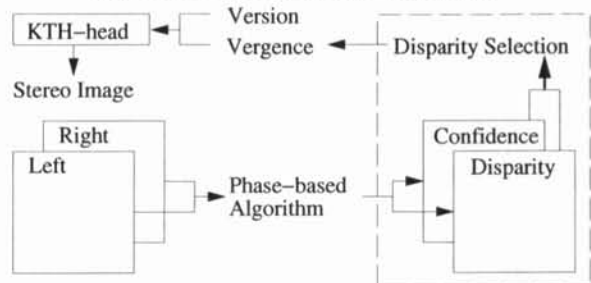 Version
KTH-head
Vergence
Disparity Selection
Stereo Image
Right
Left
Confidence
Disparity
Phase-based
Algorithm